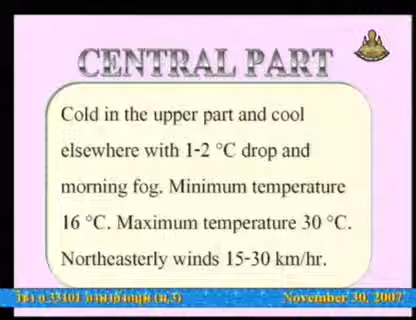 CENTRAL PART
Cold in the upper part and cool
elsewhere with 1-2 °C drop and
morning fog. Minimum temperature
16 °C. Maximum temperature 30 °C.
Northeasterly winds 15-30 km/hr.
November 30, 2007